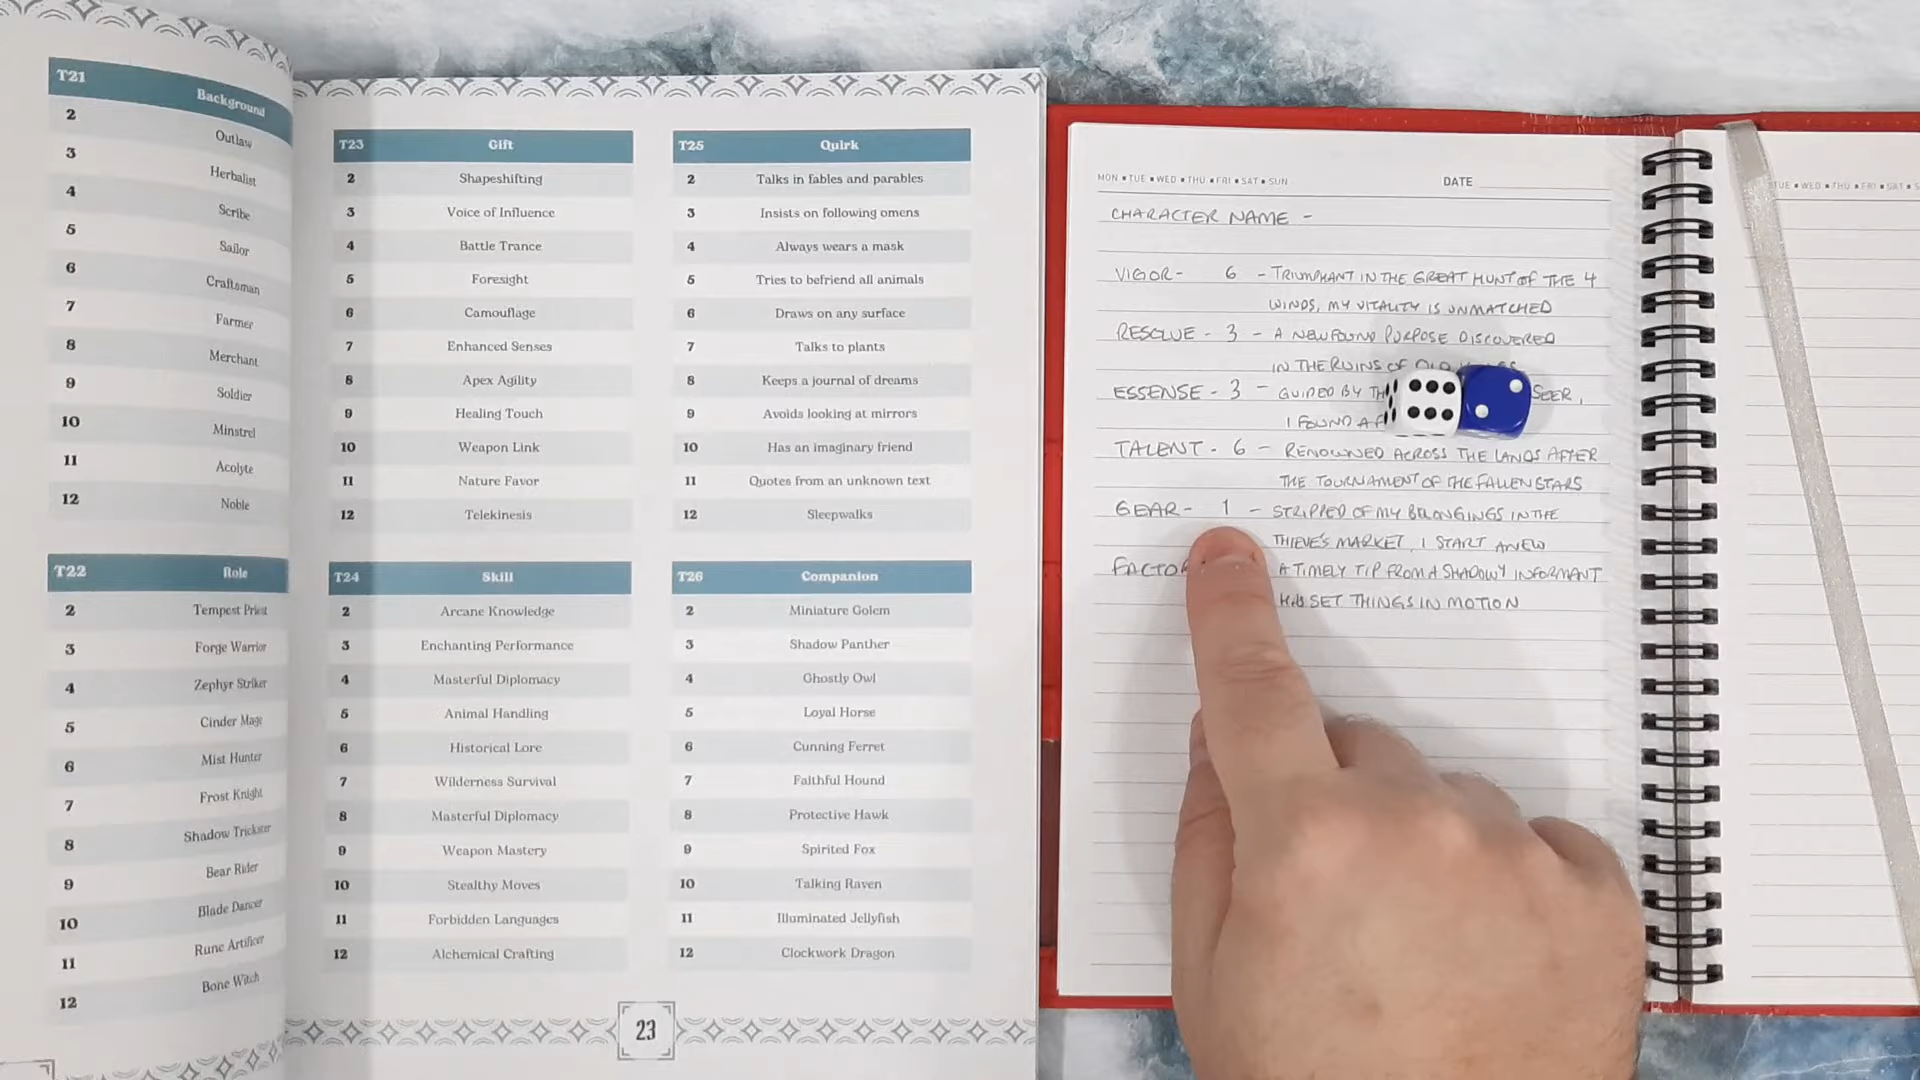 T21 Background
2 Outlaw
3 Herbalist
4 Scribe
5 Sailor
6 Craftsman
7 Farmer
8 Merchant
9 Soldier
10 Minstrel
11 Acolyte
12 Noble
T22 Role
2 Tempest Priest
3 Forge Warrior
4 Zephyr Striker
5 Cinder Mage
6 Mist Hunter
7 Frost Knight
8 Shadow Trickster
9 Bear Rider
10 Blade Dancer
11 Rune Artificer
12 Bone Witch
T23 Gift
2 Shapeshifting
3 Voice of Influence
4 Battle Trance
5 Foresight
6 Camouflage
7 Enhanced Senses
8 Apex Agility
9 Healing Touch
10 Weapon Link
11 Nature Favor
12 Telekinesis
T24 Skill
2 Arcane Knowledge
3 Enchanting Performance
4 Masterful Diplomacy
5 Animal Handling
6 Historical Lore
7 Wilderness Survival
8 Masterful Diplomacy
9 Weapon Mastery
10 Stealthy Moves
11 Forbidden Languages
12 Alchemical Crafting
T25 Quirk
2 Talks in fables and parables
3 Insists on following omens
4 Always wears a mask
5 Tries to befriend all animals
6 Draws on any surface
7 Talks to plants
8 Keeps a journal of dreams
9 Avoids looking at mirrors
10 Has an imaginary friend
11 Quotes from an unknown text
12 Sleepwalks
T26 Companion
2 Miniature Golem
3 Shadow Panther
4 Ghostly Owl
5 Loyal Horse
6 Cunning Ferret
7 Faithful Hound
8 Protective Hawk
9 Spirited Fox
10 Talking Raven
11 Illuminated Jellyfish
12 Clockwork Dragon
23
MON ▪ TUE ▪ WED ▪ THU ▪ FRI ▪ SAT ▪ SUN DATE
CHARACTER NAME -
VIGOR - 6 - TRIUMPHANT IN THE GREAT HUNT OF THE 4
WINDS, MY VITALITY IS UNMATCHED
RESOLUE - 3 - A NEWFOUND PURPOSE DISCOVERED
IN THE RUINS OF
ESSENSE - 3 - GUIDED BY SEER,
I FOUND A
TALENT - 6 - RENOWNED ACROSS THE LANDS AFTER
THE TOURNAMENT OF THE FALLEN STARS
GEAR - 1 - STRIPPED OF MY BELONGINGS IN THE
THIEVE'S MARKET, I START ANEW
FACTO A TIMELY TIP FROM A SHADOWY INFORMANT
HAS SET THINGS IN MOTION
TUE ▪ WED ▪ THU ▪ FRI ▪ SAT ▪ S